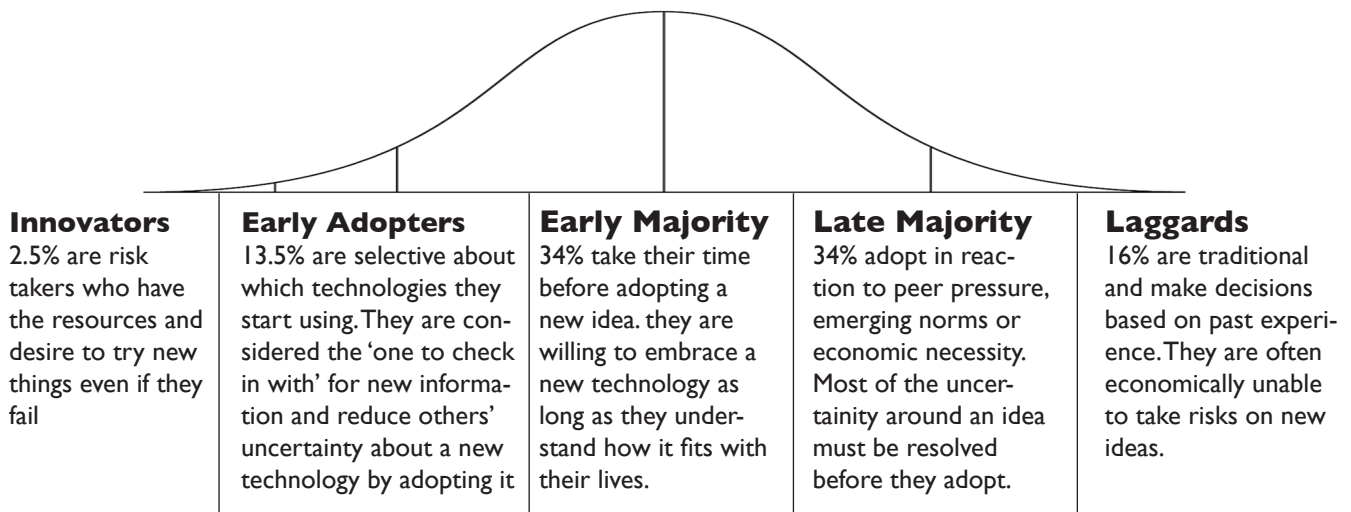 Innovators
2.5% are risk
takers who have
the resources and
desire to try new
things even if they
fail
Early Adopters
13.5% are selective about
which technologies they
start using.They are con-
sidered the ‘one to check
in with’ for new informa-
tion and reduce others’
uncertainty about a new
technology by adopting it
Early Majority
34% take their time
before adopting a
new idea. they are
willing to embrace a
new technology as
long as they under-
stand how it fits with
their lives.
Late Majority
34% adopt in reac-
tion to peer pressure,
emerging norms or
economic necessity.
Most of the uncer-
tainity around an idea
must be resolved
before they adopt.
Laggards
16% are traditional
and make decisions
based on past experi-
ence.They are often
economically unable
to take risks on new
ideas.